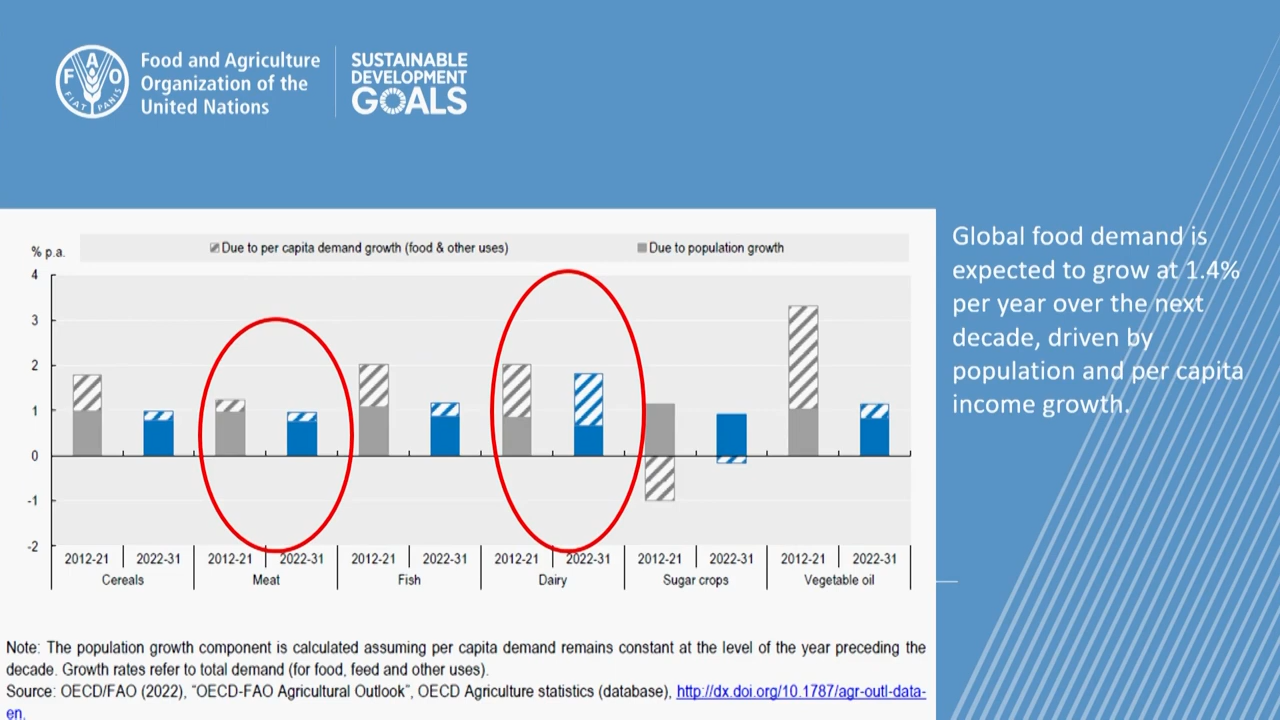 Food and Agriculture
Organization of the
United Nations
F A O
FIAT PANIS
SUSTAINABLE
DEVELOPMENT
GOALS
% p.a.
Due to per capita demand growth (food & other uses)
Due to population growth
4
3
2
1
0
-1
-2
2012-21 2022-31 2012-21 2022-31 2012-21 2022-31 2012-21 2022-31 2012-21 2022-31 2012-21 2022-31
Cereals Meat Fish Dairy Sugar crops Vegetable oil
Global food demand is
expected to grow at 1.4%
per year over the next
decade, driven by
population and per capita
income growth.
Note: The population growth component is calculated assuming per capita demand remains constant at the level of the year preceding the
decade. Growth rates refer to total demand (for food, feed and other uses).
Source: OECD/FAO (2022), "OECD-FAO Agricultural Outlook", OECD Agriculture statistics (database), http://dx.doi.org/10.1787/agr-outl-data-
en.